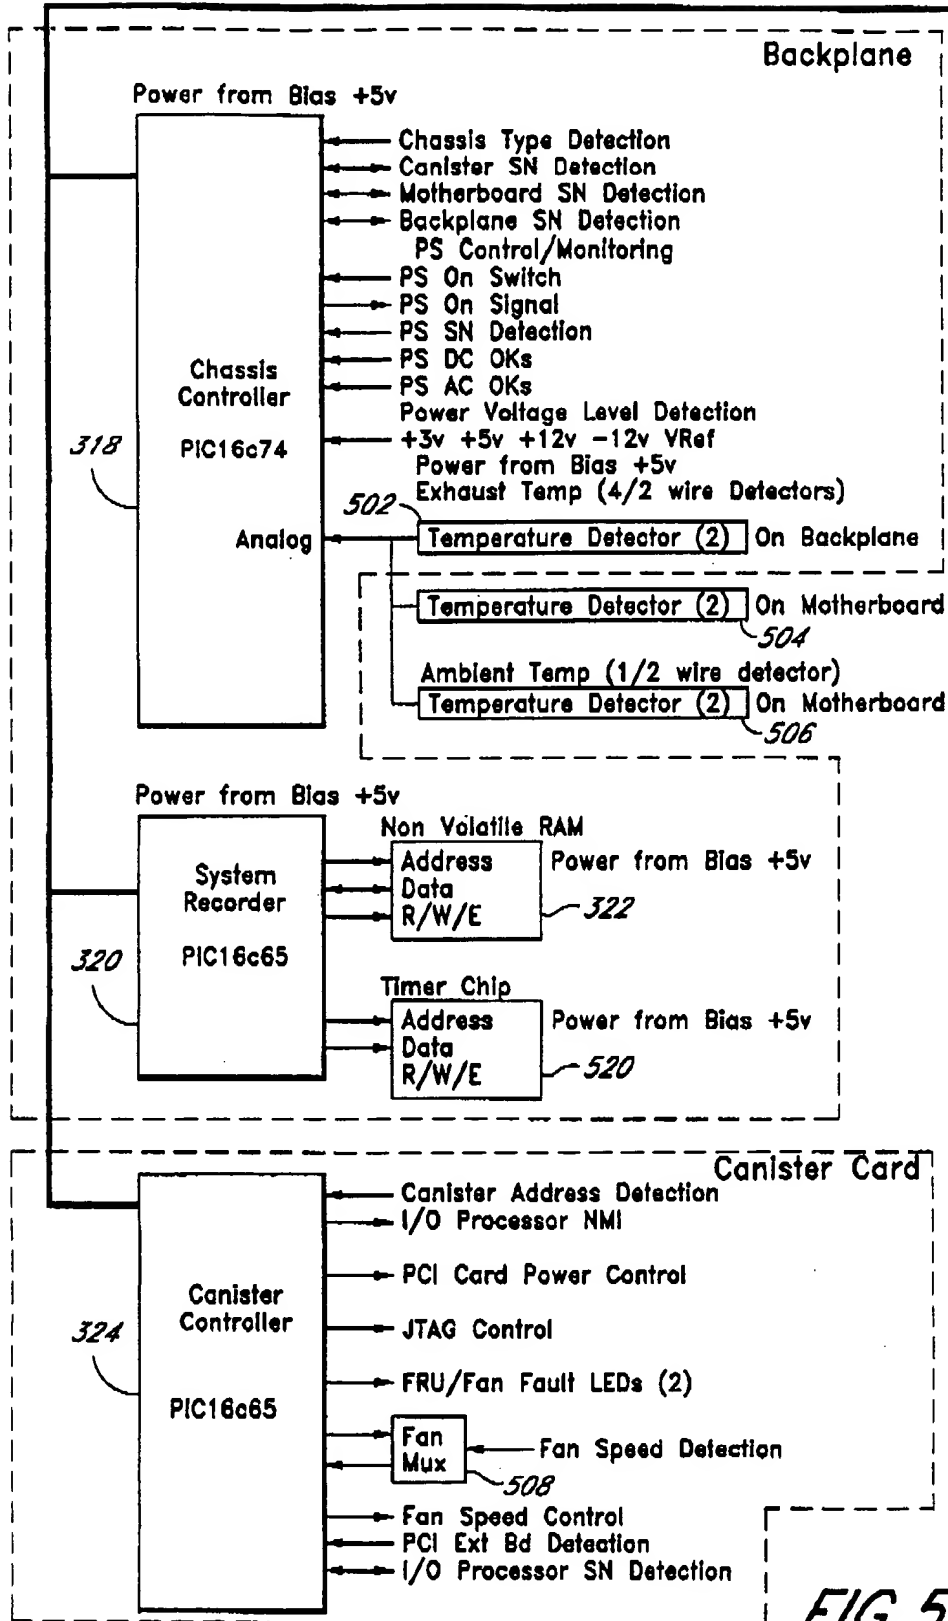 Backplane
Power from Bias +5v
Chassis Type Detection
Canister SN Detection
Motherboard SN Detection
Backplane SN Detection
PS Control/Monitoring
PS On Switch
PS On Signal
PS SN Detection
PS DC OKs
PS AC OKs
Power Voltage Level Detection
+3v +5v +12v -12v VRef
Power from Bias +5v
Exhaust Temp (4/2 wire Detectors)
Chassis
Controller
PIC16c74
318
Analog
502
Temperature Detector (2) On Backplane
Temperature Detector (2) On Motherboard
504
Ambient Temp (1/2 wire detector)
Temperature Detector (2) On Motherboard
506
Power from Bias +5v
System
Recorder
PIC16c65
320
Non Volatile RAM
Address
Data
R/W/E
Power from Bias +5v
322
Timer Chip
Address
Data
R/W/E
Power from Bias +5v
520
Canister Card
Canister
Controller
PIC16c65
324
Canister Address Detection
I/O Processor NMI
PCI Card Power Control
JTAG Control
FRU/Fan Fault LEDs (2)
Fan
Mux
Fan Speed Detection
508
Fan Speed Control
PCI Ext Bd Detection
I/O Processor SN Detection
FIG. 5